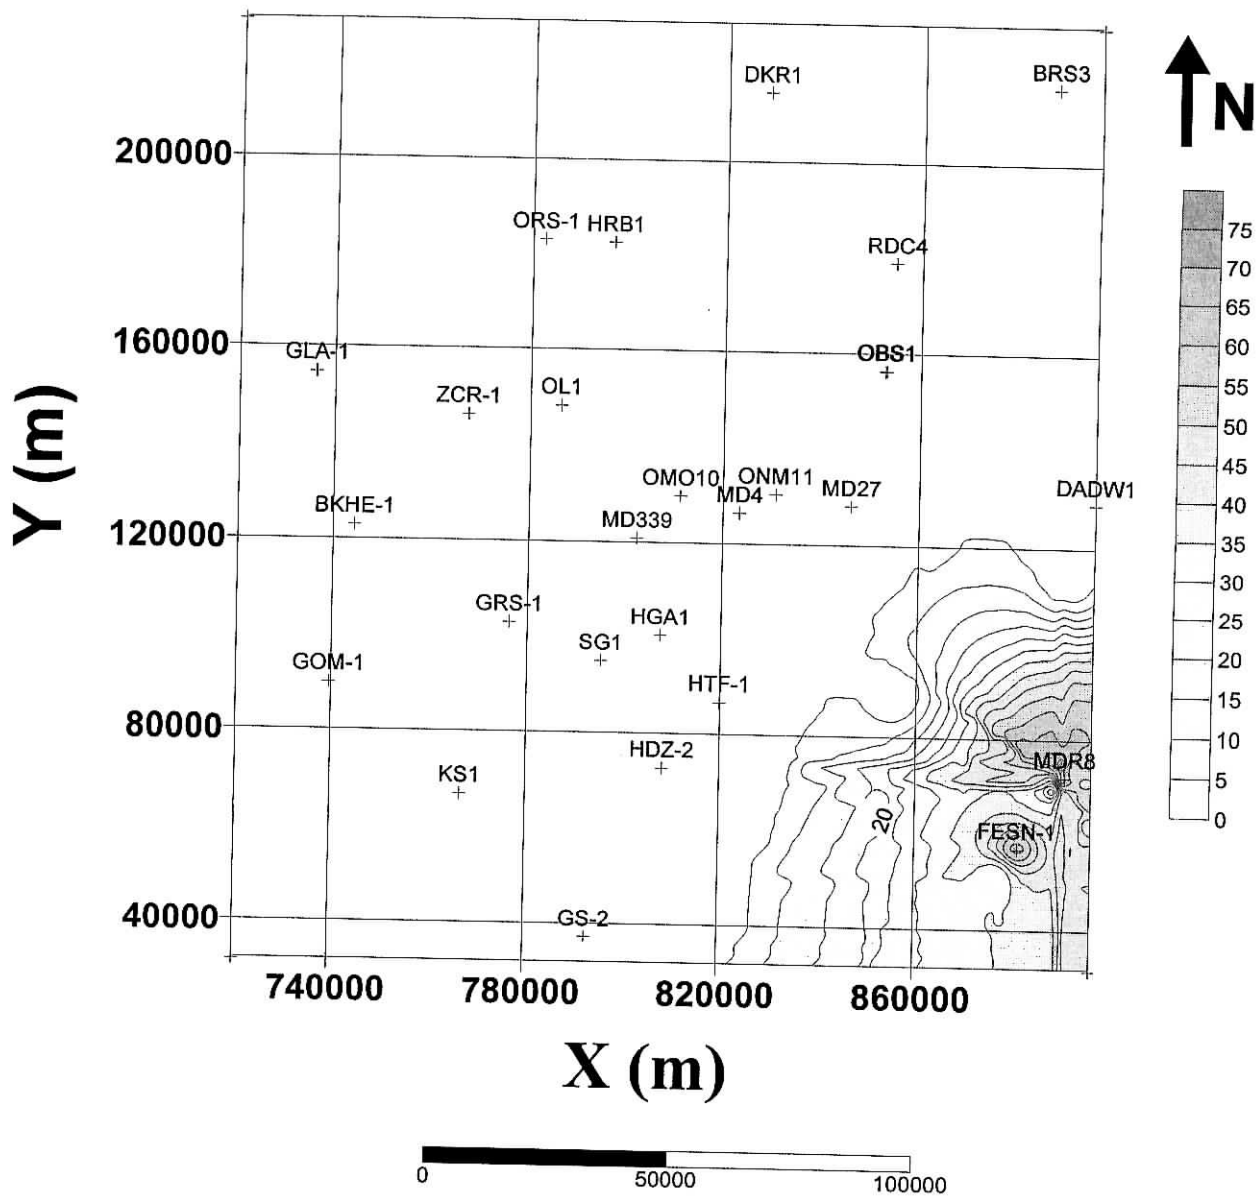 DKR1
BRS3
N
200000
ORS-1 HRB1
RDC4
75
70
65
60
55
50
45
40
35
30
25
20
15
10
5
0
160000
GLA-1
OBS1
ZCR-1
OL1
Y (m)
OMO10
ONM11
MD4
MD27
DADW1
BKHE-1
MD339
120000
GRS-1
HGA1
SG1
GOM-1
HTF-1
80000
HDZ-2
MDR8
KS1
20
FESN-1
40000
GS-2
740000
780000
820000
860000
X (m)
0
50000
100000